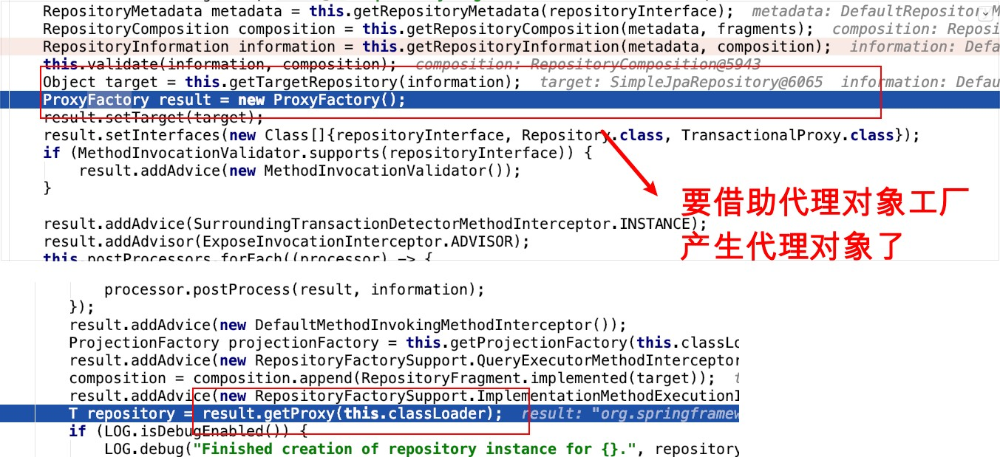 RepositoryMetadata metadata = this.getRepositoryMetadata(repositoryInterface); metadata: DefaultRepositoryM
RepositoryComposition composition = this.getRepositoryComposition(metadata, fragments); composition: Reposi
RepositoryInformation information = this.getRepositoryInformation(metadata, composition); information: Defa
this.validate(information, composition); composition: RepositoryComposition@5943
Object target = this.getTargetRepository(information); target: SimpleJpaRepository@6065 information: Defau
ProxyFactory result = new ProxyFactory();
result.setTarget(target);
result.setInterfaces(new Class[]{repositoryInterface, Repository.class, TransactionalProxy.class});
if (MethodInvocationValidator.supports(repositoryInterface)) {
result.addAdvice(new MethodInvocationValidator());
}
要借助代理对象工厂
result.addAdvice(SurroundingTransactionDetectorMethodInterceptor.INSTANCE);
result.addAdvisor(ExposeInvocationInterceptor.ADVISOR);
产生代理对象了
this.postProcessors.forEach((processor) -> {
processor.postProcess(result, information);
});
result.addAdvice(new DefaultMethodInvokingMethodInterceptor());
ProjectionFactory projectionFactory = this.getProjectionFactory(this.classLo
result.addAdvice(new RepositoryFactorySupport.QueryExecutorMethodInterceptor
composition = composition.append(RepositoryFragment.implemented(target)); t
result.addAdvice(new RepositoryFactorySupport.ImplementationMethodExecutionI
T repository = result.getProxy(this.classLoader); result: "org.springframew
if (LOG.isDebugEnabled()) {
LOG.debug("Finished creation of repository instance for {}.", repository